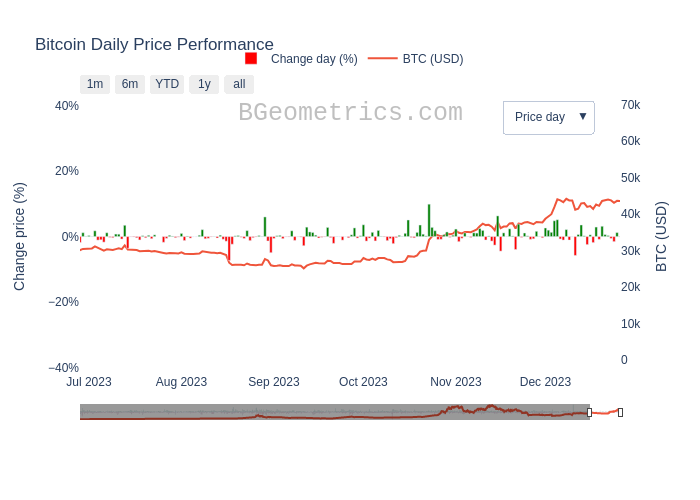 Bitcoin Daily Price Performance
Change day (%) BTC (USD)
1m 6m YTD 1y all
BGeometrics.com
Price day ▼
Change price (%)
40%
20%
0%
−20%
−40%
70k
60k
50k
40k
30k
20k
10k
0
BTC (USD)
Jul 2023 Aug 2023 Sep 2023 Oct 2023 Nov 2023 Dec 2023